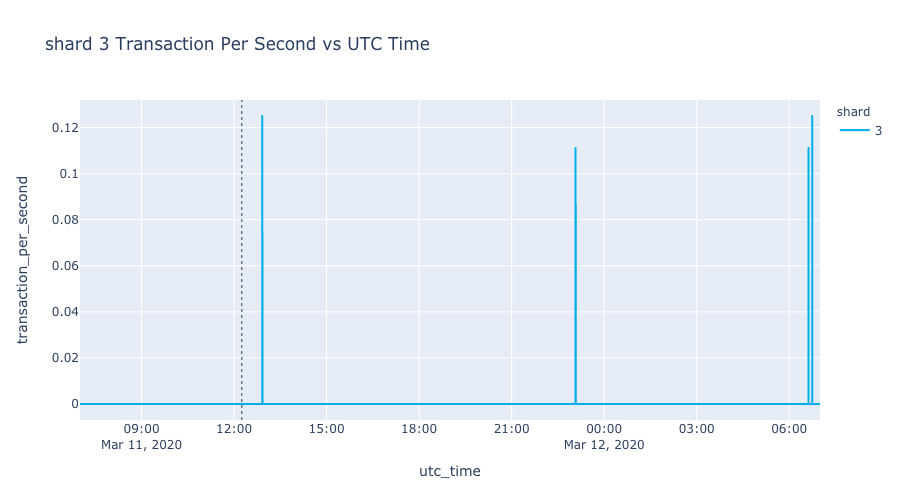 shard 3 Transaction Per Second vs UTC Time
shard
3
transaction_per_second
0.12
0.1
0.08
0.06
0.04
0.02
0
09:00 12:00 15:00 18:00 21:00 00:00 03:00 06:00
Mar 11, 2020 Mar 12, 2020
utc_time